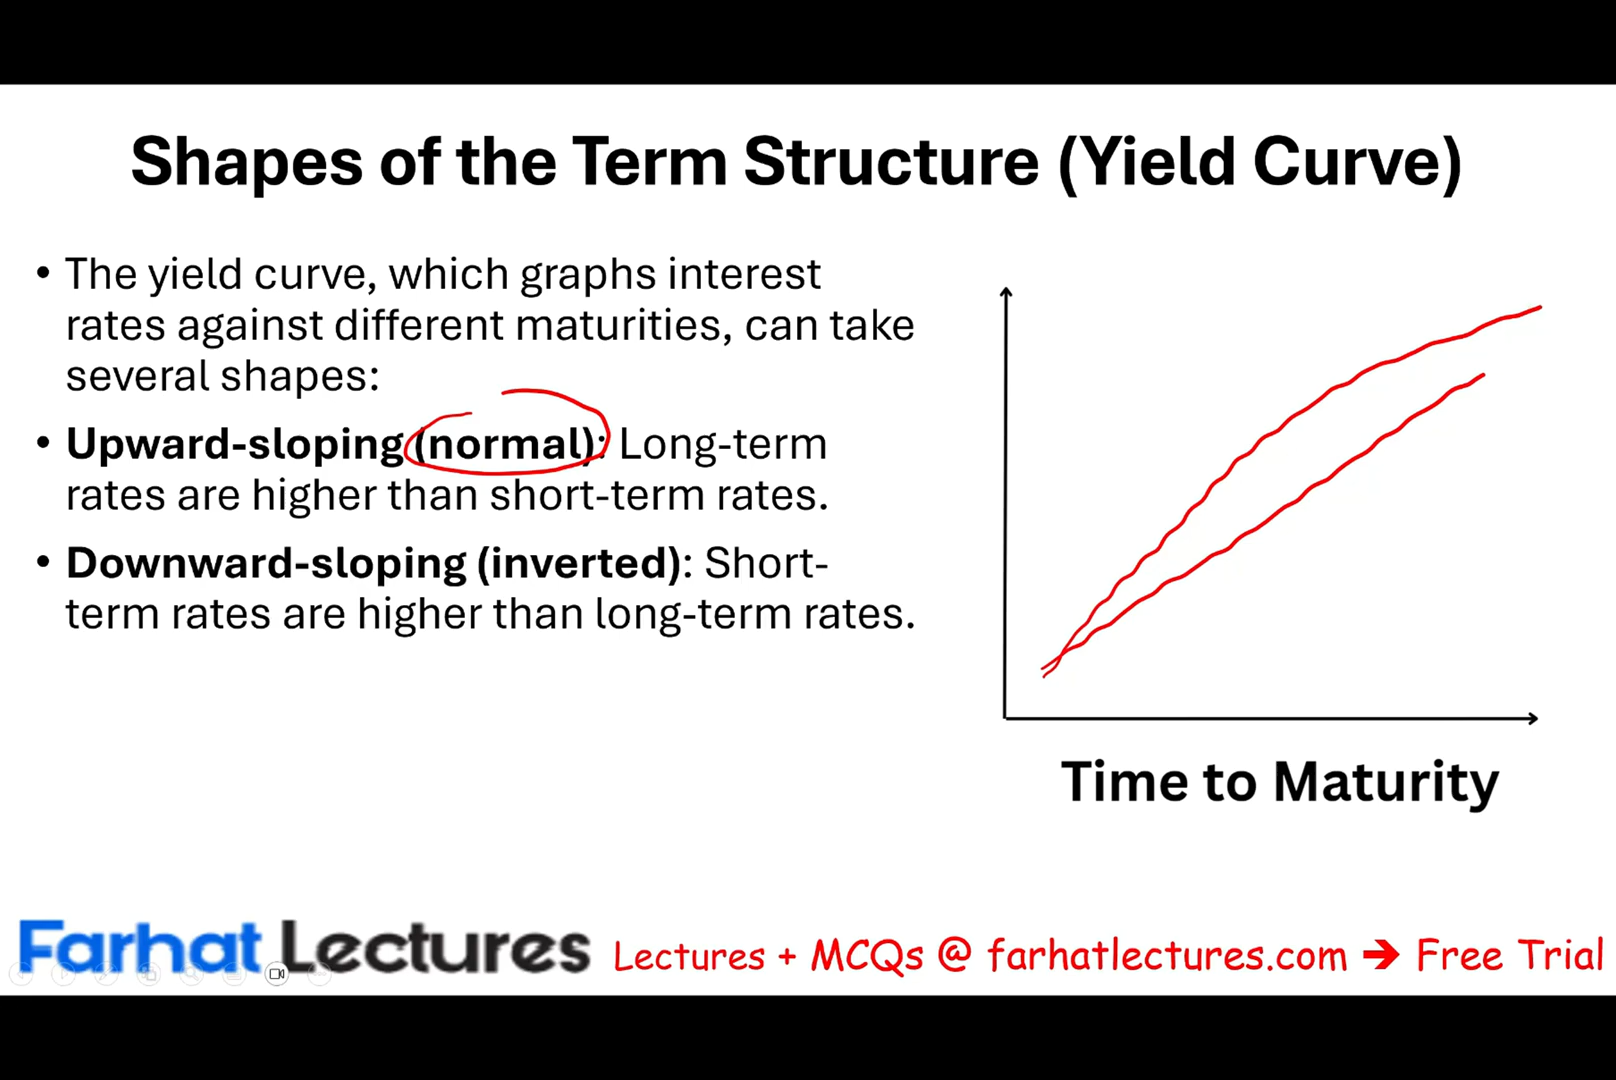 Shapes of the Term Structure (Yield Curve)
• The yield curve, which graphs interest
rates against different maturities, can take
several shapes:
• Upward-sloping (normal): Long-term
rates are higher than short-term rates.
• Downward-sloping (inverted): Short-
term rates are higher than long-term rates.
Time to Maturity
Farhat Lectures
Lectures + MCQs @ farhatlectures.com ➔ Free Trial